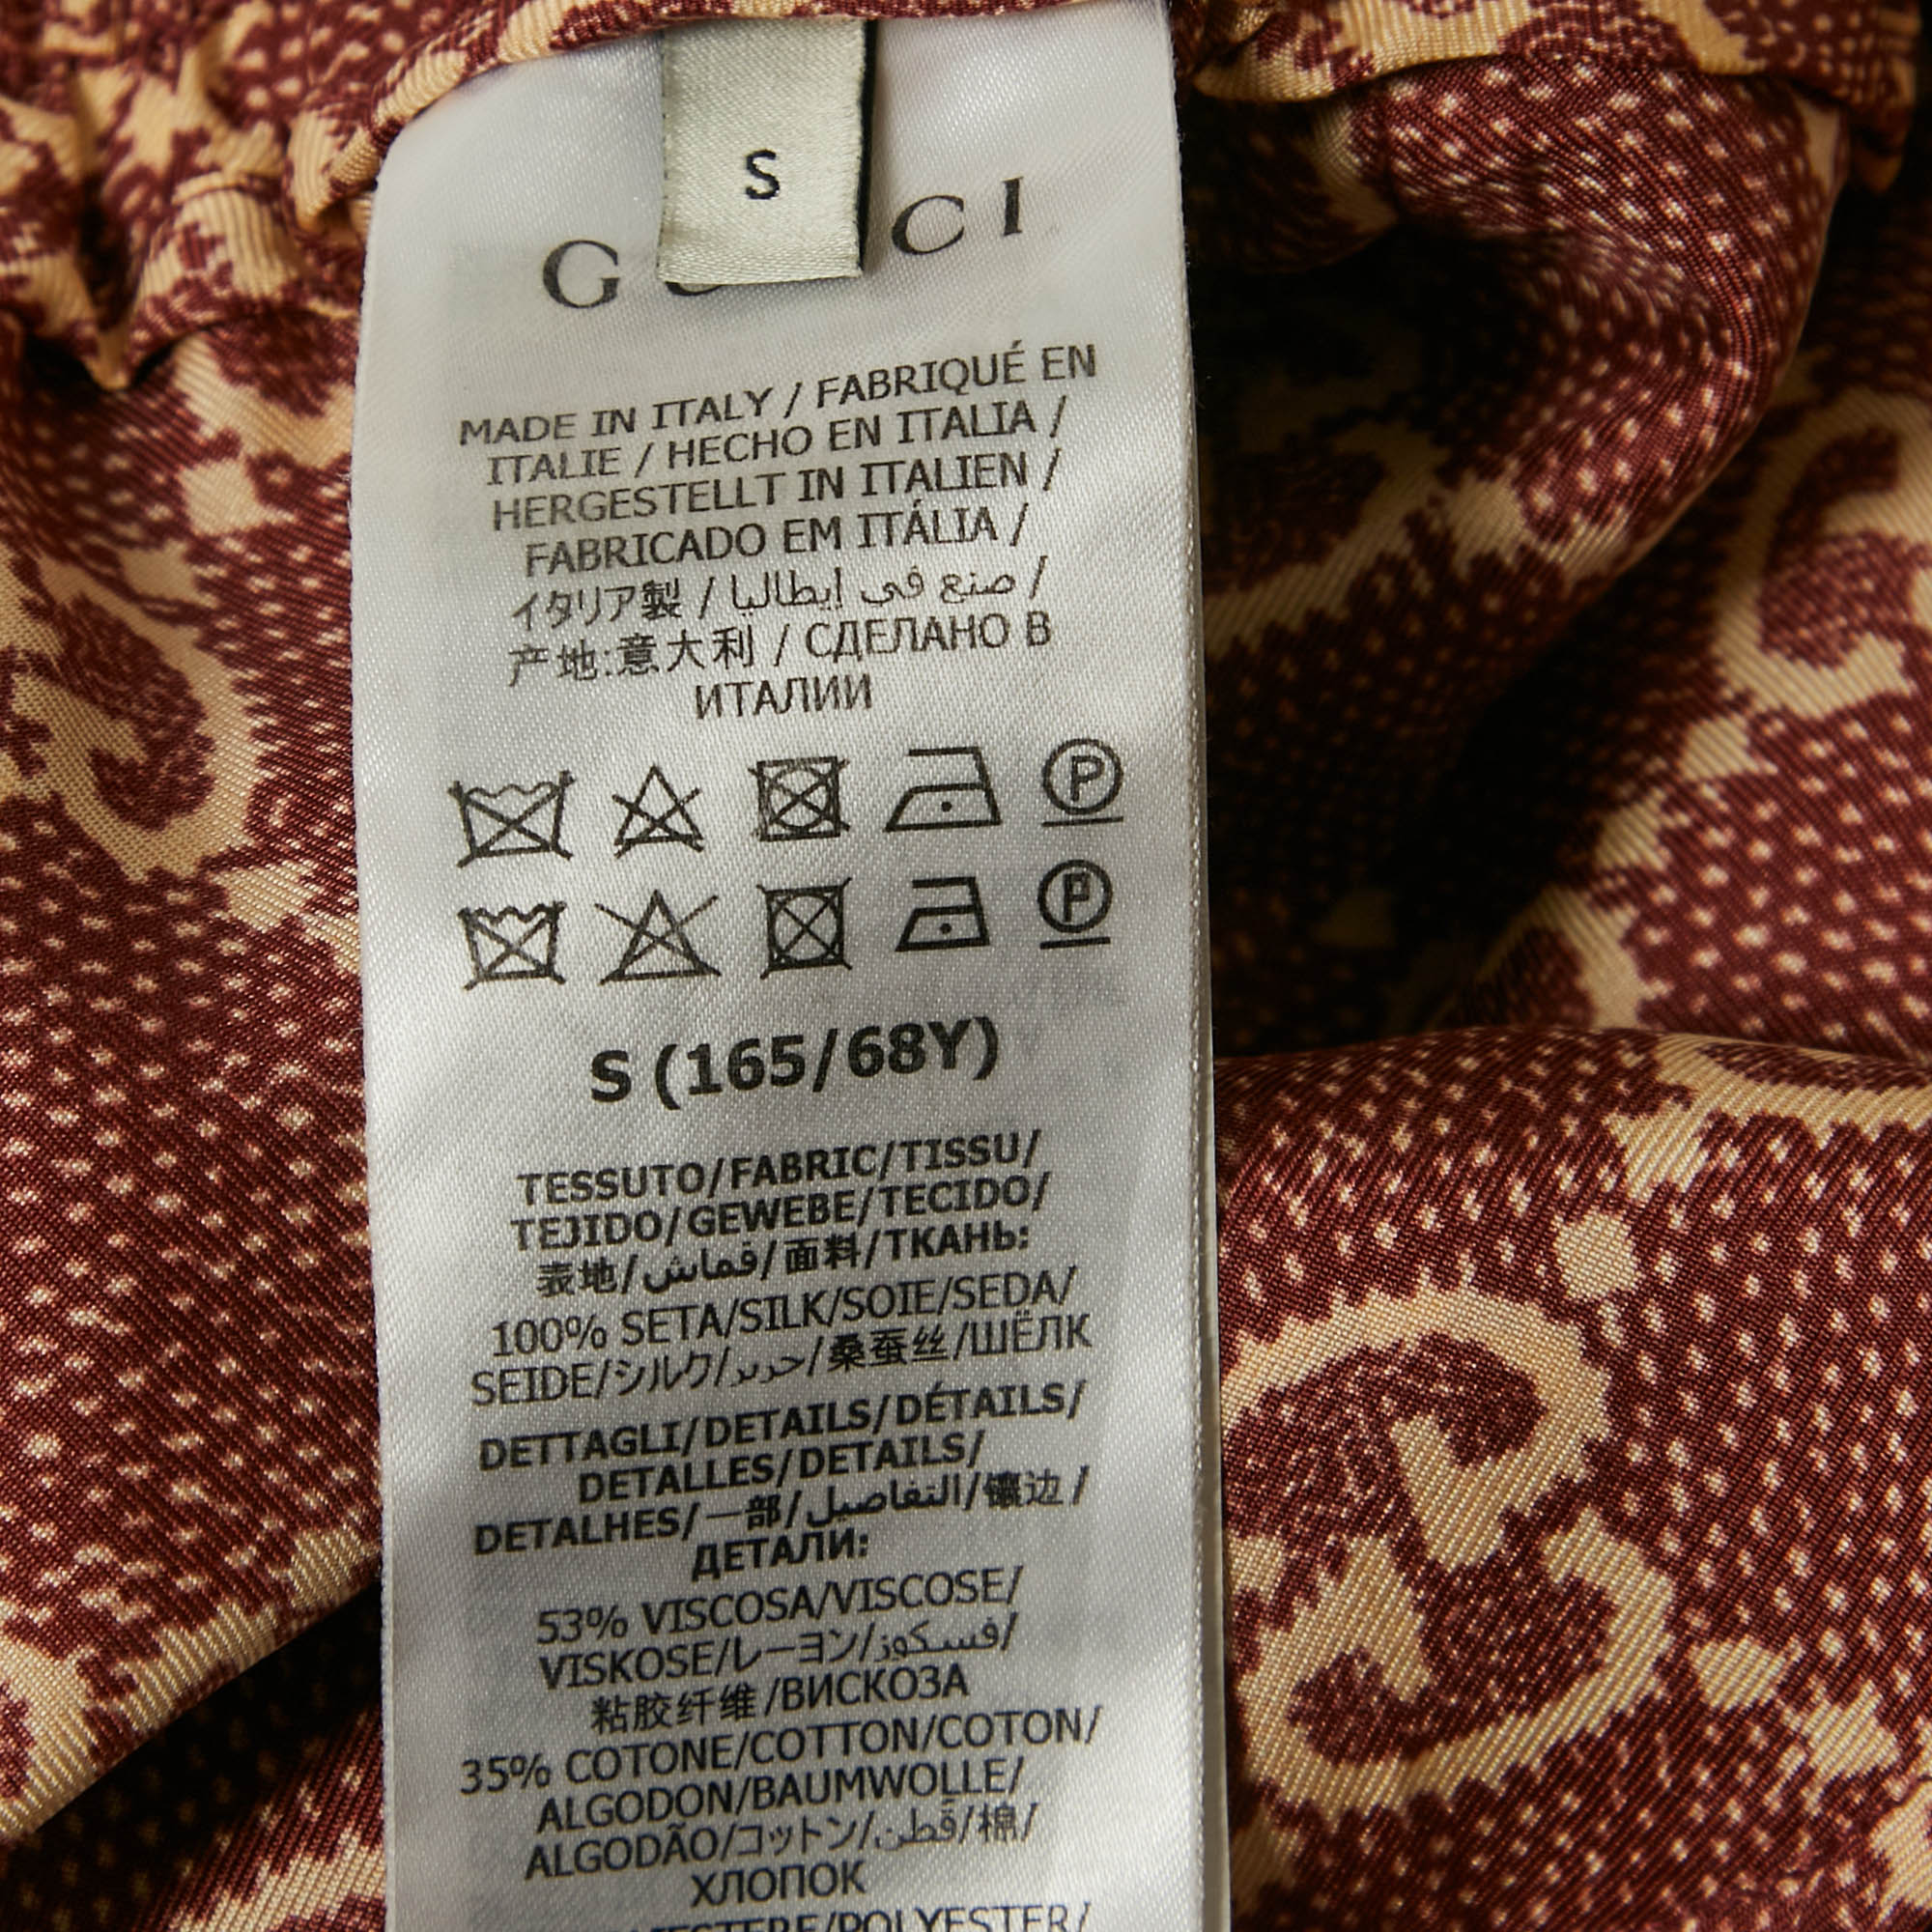 S
MADE IN ITALY / FABRIQUÉ EN
ITALIE / HECHO EN ITALIA /
HERGESTELLT IN ITALIEN /
FABRICADO EM ITÁLIA /
イタリア製 / صنع في إيطاليا /
产地:意大利 / СДЕЛАНО В
ИТАЛИИ
P
P
S (165/68Y)
TESSUTO/FABRIC/TISSU/
TEJIDO/GEWEBE/TECIDO/
表地/قماش/面料/ТКАНЬ:
100% SETA/SILK/SOIE/SEDA/
SEIDE/シルク/حرير/桑蚕丝/ШЁЛК
DETTAGLI/DETAILS/DÉTAILS/
DETALLES/DETAILS/
DETALHES/一部/التفاصيل/镶边/
ДЕТАЛИ:
53% VISCOSA/VISCOSE/
VISKOSE/レーヨン/فسكوز/
粘胶纤维/ВИСКОЗА
35% COTONE/COTTON/COTON/
ALGODON/BAUMWOLLE/
ALGODÃO/コットン/قطن/棉/
ХЛОПОК
/POLYESTER/